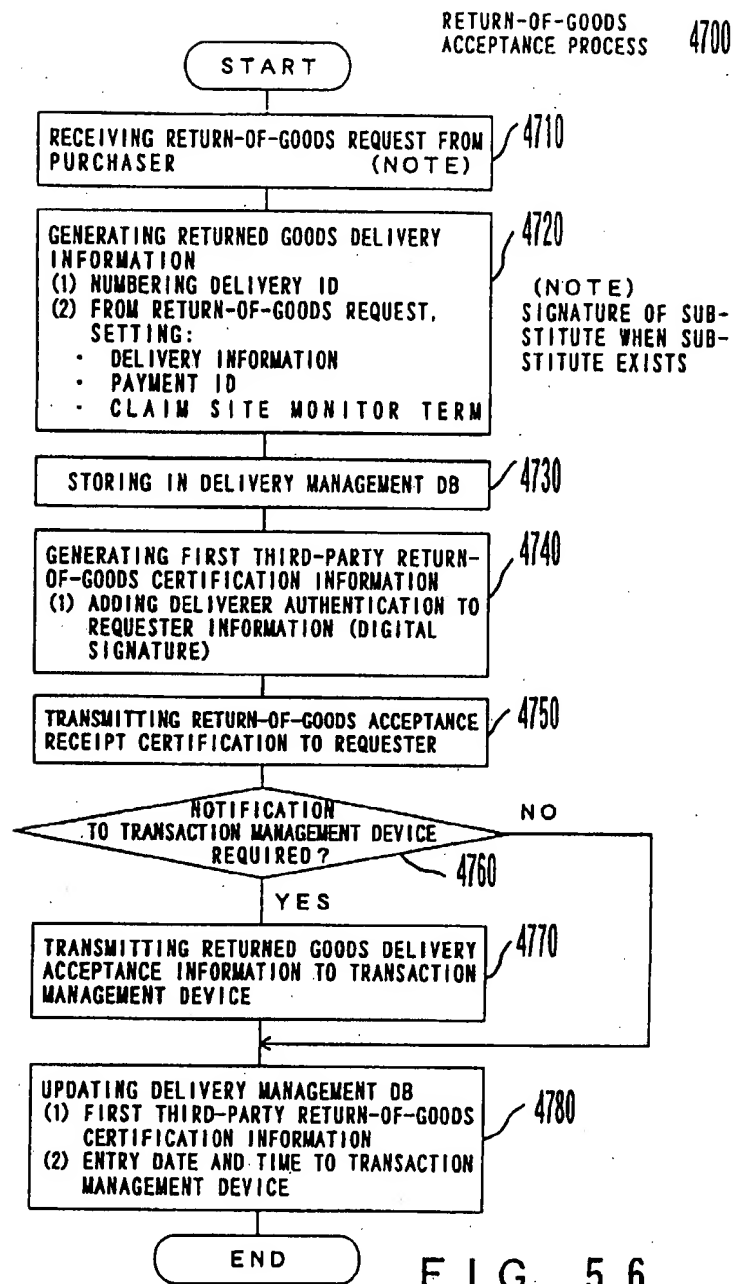 RETURN-OF-GOODS
ACCEPTANCE PROCESS 4700
START
RECEIVING RETURN-OF-GOODS REQUEST FROM
PURCHASER (NOTE)
4710
GENERATING RETURNED GOODS DELIVERY
INFORMATION
(1) NUMBERING DELIVERY ID
(2) FROM RETURN-OF-GOODS REQUEST,
SETTING:
· DELIVERY INFORMATION
· PAYMENT ID
· CLAIM SITE MONITOR TERM
4720
(NOTE)
SIGNATURE OF SUB-
STITUTE WHEN SUB-
STITUTE EXISTS
STORING IN DELIVERY MANAGEMENT DB
4730
GENERATING FIRST THIRD-PARTY RETURN-
OF-GOODS CERTIFICATION INFORMATION
(1) ADDING DELIVERER AUTHENTICATION TO
REQUESTER INFORMATION (DIGITAL
SIGNATURE)
4740
TRANSMITTING RETURN-OF-GOODS ACCEPTANCE
RECEIPT CERTIFICATION TO REQUESTER
4750
NOTIFICATION
TO TRANSACTION MANAGEMENT DEVICE
REQUIRED?
NO
4760
YES
TRANSMITTING RETURNED GOODS DELIVERY
ACCEPTANCE INFORMATION TO TRANSACTION
MANAGEMENT DEVICE
4770
UPDATING DELIVERY MANAGEMENT DB
(1) FIRST THIRD-PARTY RETURN-OF-GOODS
CERTIFICATION INFORMATION
(2) ENTRY DATE AND TIME TO TRANSACTION
MANAGEMENT DEVICE
4780
END
FIG. 56